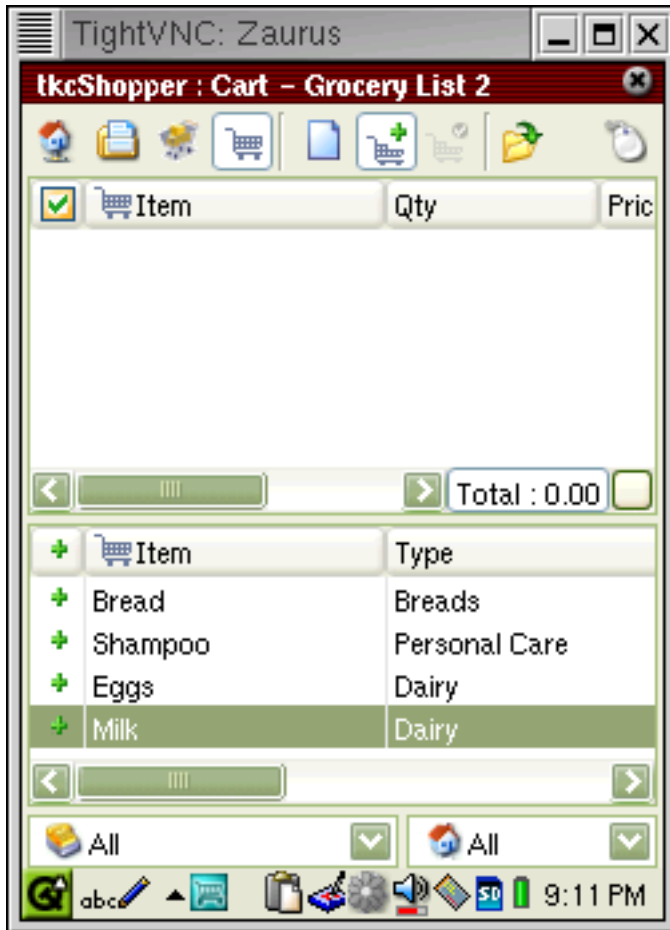 TightVNC: Zaurus
tkcShopper : Cart – Grocery List 2
Item Qty Pric
Total : 0.00
Item Type
Bread Breads
Shampoo Personal Care
Eggs Dairy
Milk Dairy
All All
abc SD 9:11 PM